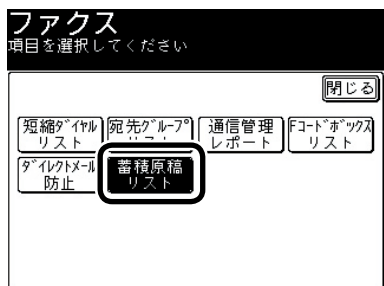 ファクス
項目を選択してください
閉じる
短縮ﾀﾞｲﾔﾙ
リスト
宛先ｸﾞﾙｰﾌﾟ
リスト
通信管理
レポート
Fｺｰﾄﾞﾎﾞｯｸｽ
リスト
ﾀﾞｲﾚｸﾄﾒｰﾙ
防止
蓄積原稿
リスト